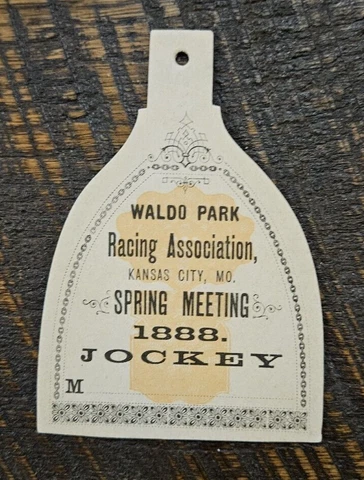 WALDO PARK
Racing Association,
KANSAS CITY, MO.
SPRING MEETING
1888.
JOCKEY
M